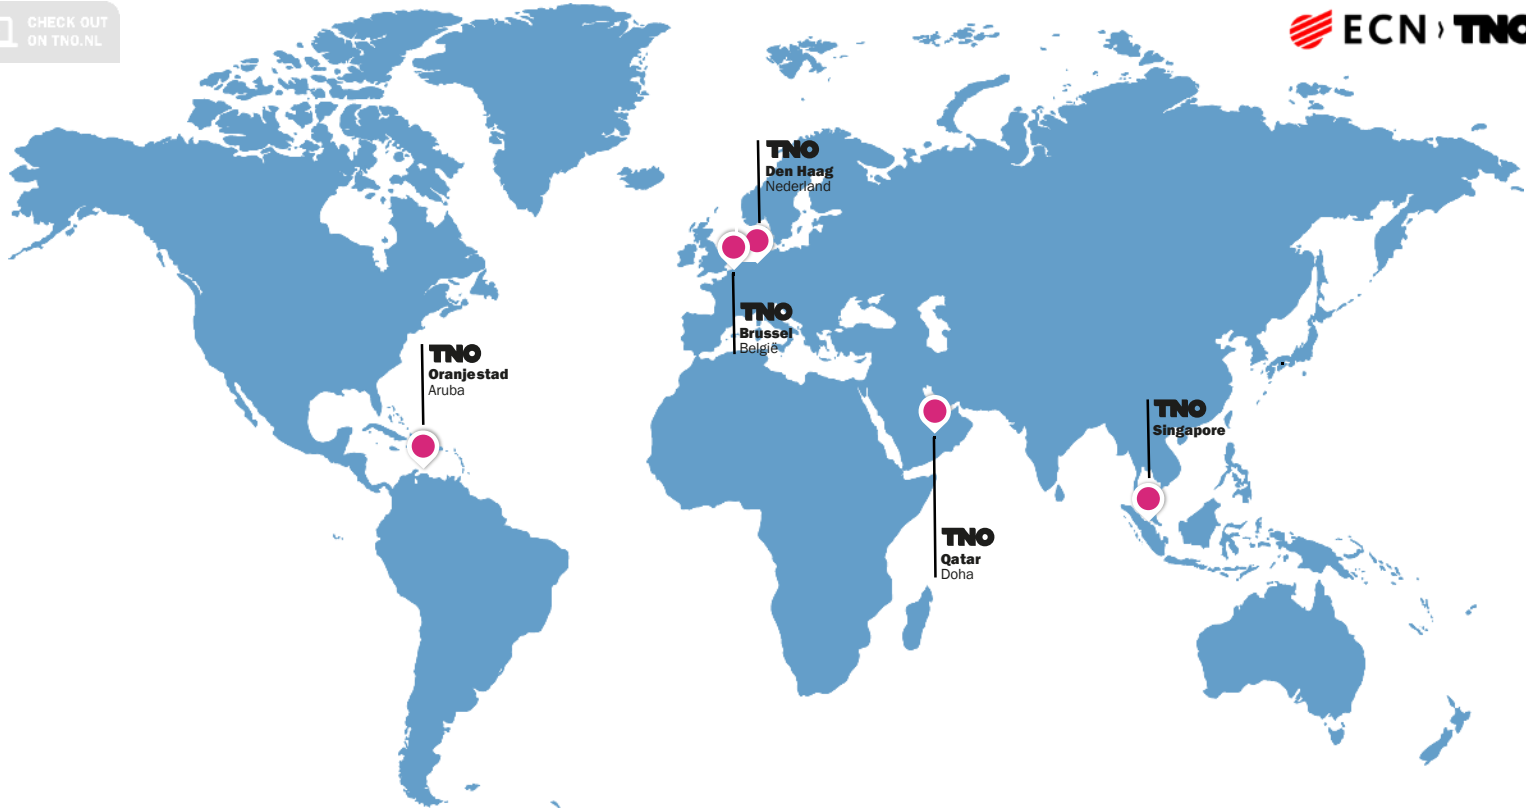 CHECK OUT
ON TNO.NL
ECN › TNO
TNO
Den Haag
Nederland
TNO
Brussel
België
TNO
Oranjestad
Aruba
TNO
Singapore
TNO
Qatar
Doha